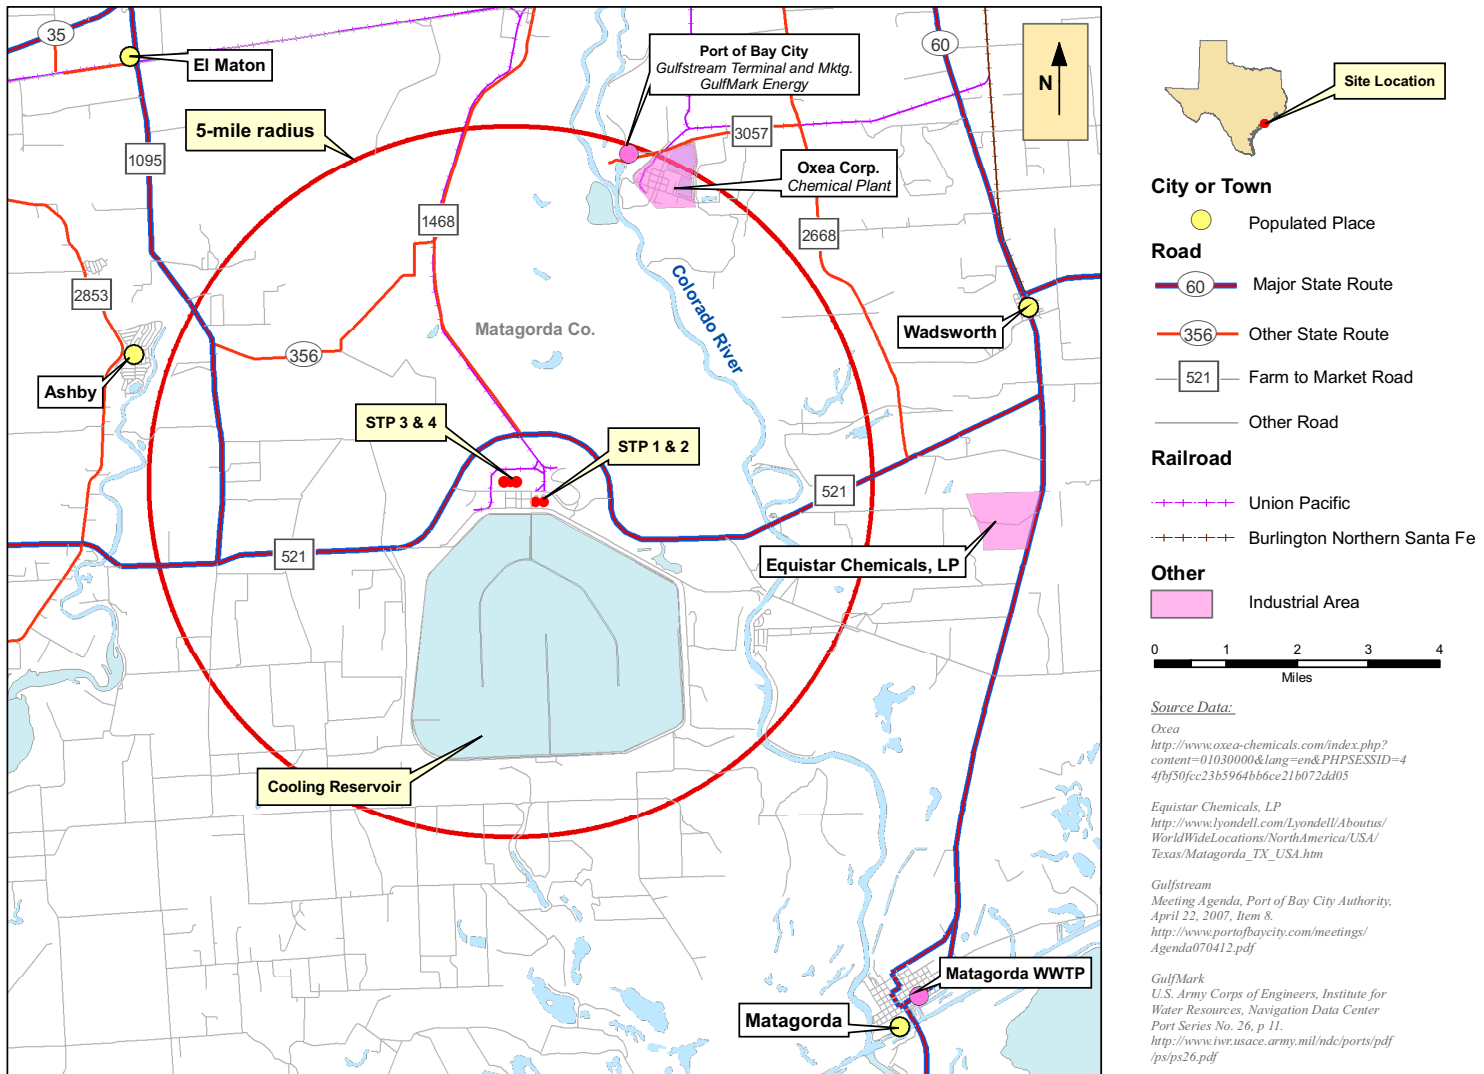 35
El Maton
5-mile radius
1095
Port of Bay City
Gulfstream Terminal and Mktg.
GulfMark Energy
60
N
3057
Oxea Corp.
Chemical Plant
1468
2668
2853
Colorado River
Matagorda Co.
Wadsworth
356
Ashby
STP 3 & 4
STP 1 & 2
521
521
Equistar Chemicals, LP
Cooling Reservoir
Matagorda WWTP
Matagorda
Site Location
City or Town
Populated Place
Road
60
Major State Route
356
Other State Route
521
Farm to Market Road
Other Road
Railroad
Union Pacific
Burlington Northern Santa Fe
Other
Industrial Area
0 1 2 3 4
Miles
Source Data:
Oxea
http://www.oxea-chemicals.com/index.php?
content=01030000&lang=en&PHPSESSID=4
4fbf50fcc23b5964bb6ce21b072dd05
Equistar Chemicals, LP
http://www.lyondell.com/Lyondell/Aboutus/
WorldWideLocations/NorthAmerica/USA/
Texas/Matagorda_TX_USA.htm
Gulfstream
Meeting Agenda, Port of Bay City Authority,
April 22, 2007, Item 8.
http://www.portofbaycity.com/meetings/
Agenda070412.pdf
GulfMark
U.S. Army Corps of Engineers, Institute for
Water Resources, Navigation Data Center
Port Series No. 26, p 11.
http://www.iwr.usace.army.mil/ndc/ports/pdf
/ps/ps26.pdf